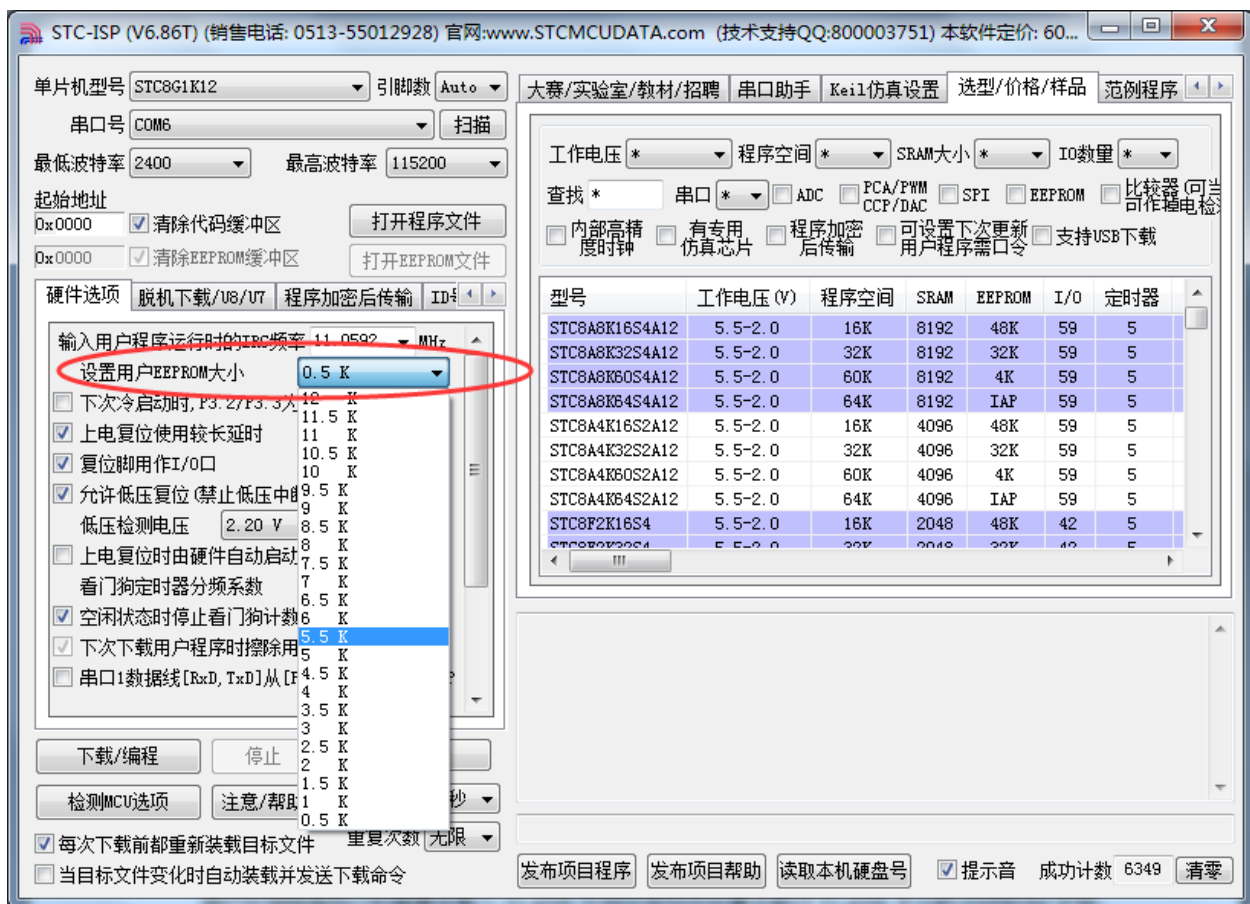 STC-ISP (V6.86T) (销售电话: 0513-55012928) 官网:www.STCMCUDATA.com (技术支持QQ:800003751) 本软件定价: 60...
单片机型号 STC8G1K12 引脚数 Auto
串口号 COM6 扫描
最低波特率 2400 最高波特率 115200
起始地址
0x0000 清除代码缓冲区 打开程序文件
0x0000 清除EEPROM缓冲区 打开EEPROM文件
硬件选项 脱机下载/U8/U7 程序加密后传输
输入用户程序运行时的IRC频率 11.0592 MHz
设置用户EEPROM大小 0.5 K
下次冷启动时,P3.2/P3.3为
上电复位使用较长延时
复位脚用作I/O口
允许低压复位(禁止低压中
低压检测电压 2.20 V
上电复位时由硬件自动启动
看门狗定时器分频系数
空闲状态时停止看门狗计数
下次下载用户程序时擦除用
串口1数据线[RxD,TxD]从[P
12 K
11.5 K
11 K
10.5 K
10 K
9.5 K
9 K
8.5 K
8 K
7.5 K
7 K
6.5 K
6 K
5.5 K
5 K
4.5 K
4 K
3.5 K
3 K
2.5 K
2 K
1.5 K
1 K
0.5 K
下载/编程 停止
检测MCU选项 注意/帮助 秒
每次下载前都重新装载目标文件 重复次数 无限
当目标文件变化时自动装载并发送下载命令
大赛/实验室/教材/招聘 串口助手 Keil仿真设置 选型/价格/样品 范例程序
工作电压 * 程序空间 * SRAM大小 * IO数量 *
查找 * 串口 * ADC PCA/PWM CCP/DAC SPI EEPROM 比较器(可当 可作掉电检
内部高精度时钟 有专用仿真芯片 程序加密后传输 可设置下次更新用户程序需口令 支持USB下载
型号 工作电压(V) 程序空间 SRAM EEPROM I/O 定时器
STC8A8K16S4A12 5.5-2.0 16K 8192 48K 59 5
STC8A8K32S4A12 5.5-2.0 32K 8192 32K 59 5
STC8A8K60S4A12 5.5-2.0 60K 8192 4K 59 5
STC8A8K64S4A12 5.5-2.0 64K 8192 IAP 59 5
STC8A4K16S2A12 5.5-2.0 16K 4096 48K 59 5
STC8A4K32S2A12 5.5-2.0 32K 4096 32K 59 5
STC8A4K60S2A12 5.5-2.0 60K 4096 4K 59 5
STC8A4K64S2A12 5.5-2.0 64K 4096 IAP 59 5
STC8F2K16S4 5.5-2.0 16K 2048 48K 42 5
STC8F2K32S4 5.5-2.0 32K 2048 32K 42 5
发布项目程序 发布项目帮助 读取本机硬盘号 提示音 成功计数 6349 清零